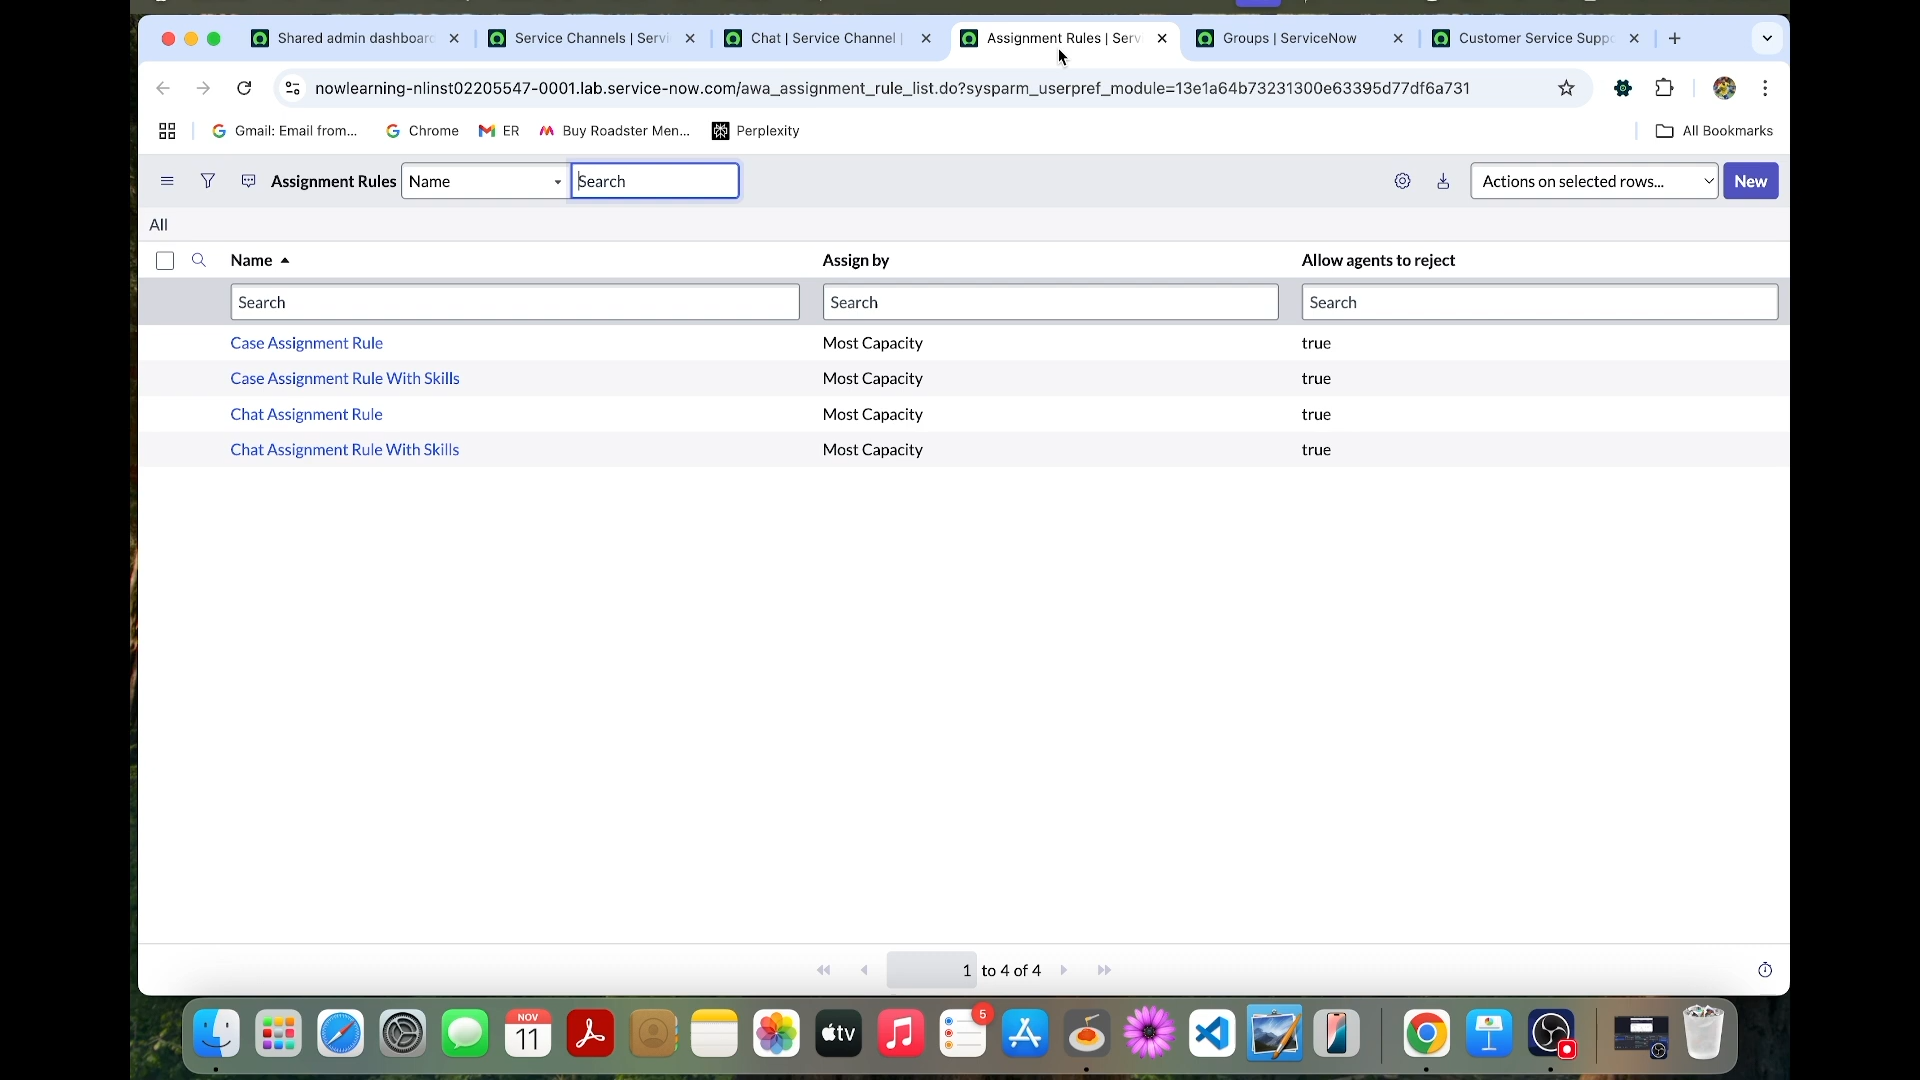 Shared admin dashboard
Service Channels | Servi
Chat | Service Channel |
Assignment Rules | Serv
Groups | ServiceNow
Customer Service Suppo
nowlearning-nlinst02205547-0001.lab.service-now.com/awa_assignment_rule_list.do?sysparm_userpref_module=13e1a64b73231300e63395d77df6a731
Gmail: Email from...
Chrome
ER
Buy Roadster Men...
Perplexity
All Bookmarks
Assignment Rules
Name
Search
Actions on selected rows...
New
All
Name
Assign by
Allow agents to reject
Search
Search
Search
Case Assignment Rule
Most Capacity
true
Case Assignment Rule With Skills
Most Capacity
true
Chat Assignment Rule
Most Capacity
true
Chat Assignment Rule With Skills
Most Capacity
true
1 to 4 of 4
NOV
11
tv
5